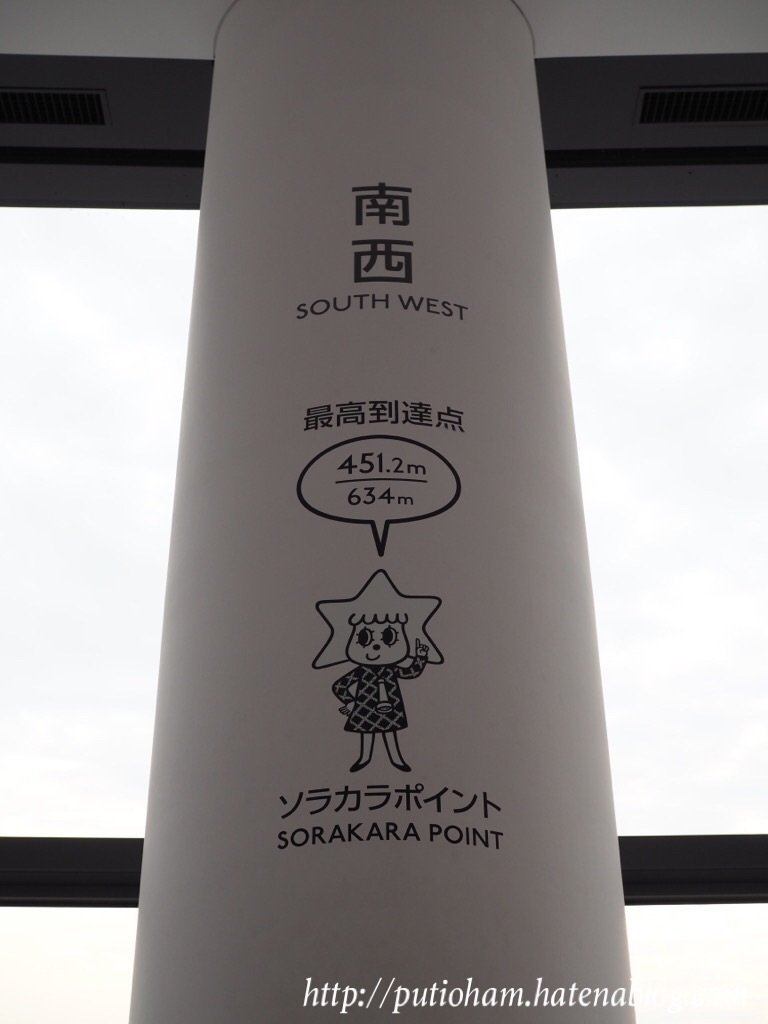 南
西
SOUTH WEST
最高到達点
451.2m
634m
ソラカラポイント
SORAKARA POINT
http://putioham.hatenablog.com